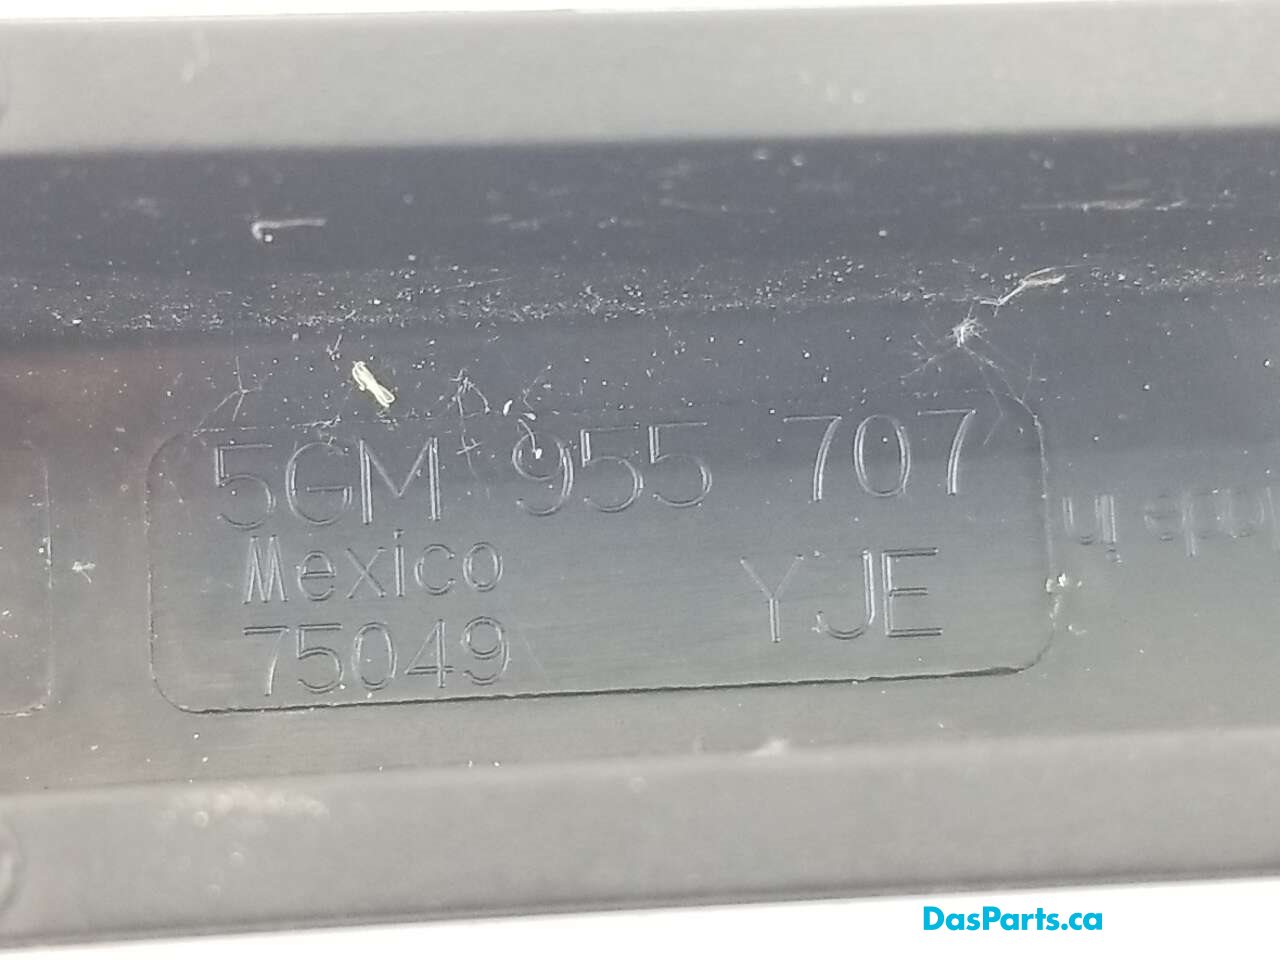 5GM 955 707
Mexico
YJE
75049
DasParts.ca